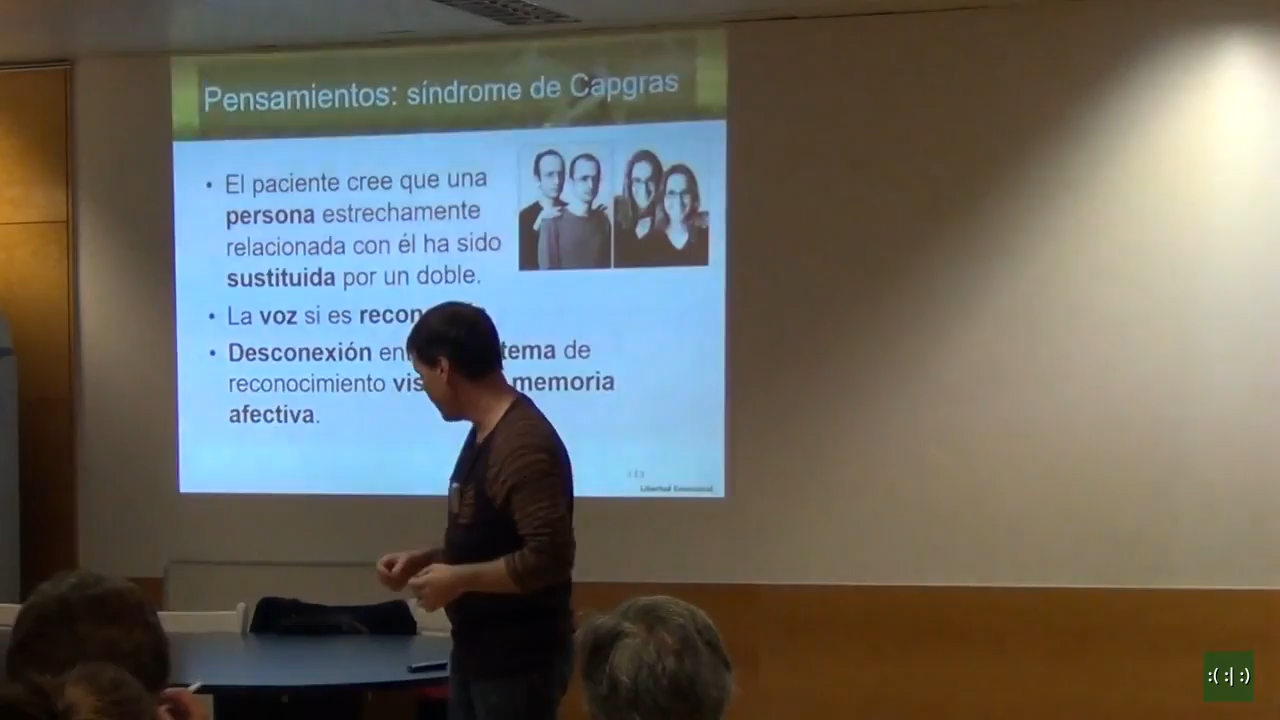 Pensamientos: síndrome de Capgras
• El paciente cree que una
persona estrechamente
relacionada con él ha sido
sustituida por un doble.
• La voz si es recon
• Desconexión en tema de
reconocimiento vis memoria
afectiva.
Libertad Emocional
:( :| :)